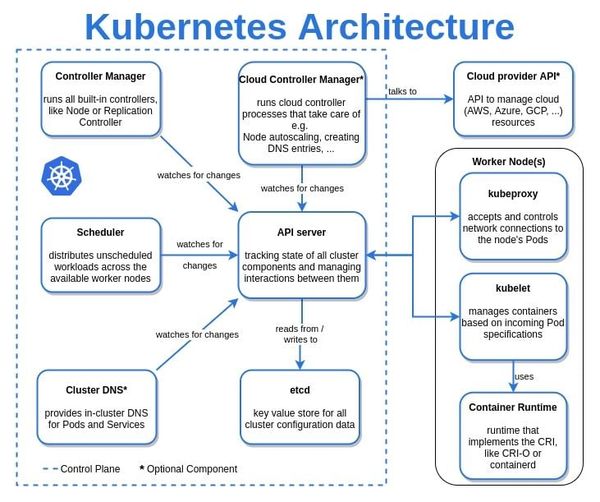 Kubernetes Architecture
Controller Manager
runs all built-in controllers,
like Node or Replication
Controller
Cloud Controller Manager*
runs cloud controller
processes that take care of
e.g.
Node autoscaling, creating
DNS entries, ...
talks to
Cloud provider API*
API to manage cloud
(AWS, Azure, GCP, ...)
resources
watches for changes
watches for changes
Worker Node(s)
kubeproxy
accepts and controls
network connections to
the node's Pods
Scheduler
distributes unscheduled
workloads across the
available worker nodes
watches for
changes
API server
tracking state of all cluster
components and managing
interactions between them
kubelet
manages containers
based on incoming Pod
specifications
watches for changes
reads from /
writes to
uses
Cluster DNS*
provides in-cluster DNS
for Pods and Services
etcd
key value store for all
cluster configuration data
Container Runtime
runtime that
implements the CRI,
like CRI-O or
containerd
Control Plane
* Optional Component